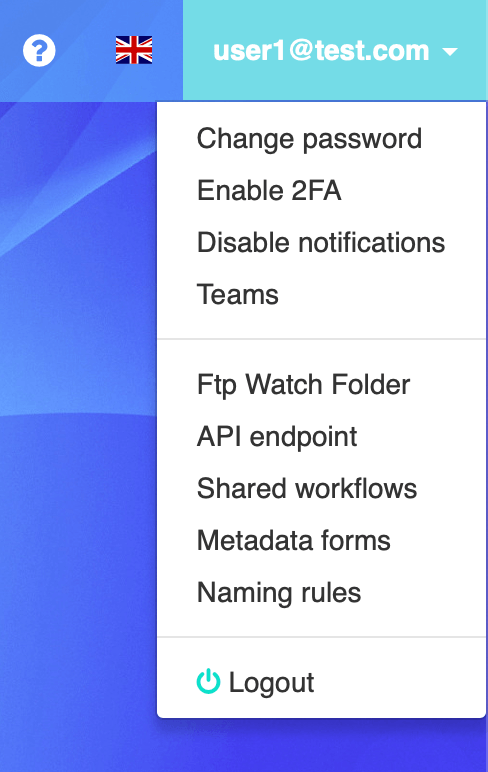 ?
user1@test.com
Change password
Enable 2FA
Disable notifications
Teams
Ftp Watch Folder
API endpoint
Shared workflows
Metadata forms
Naming rules
Logout